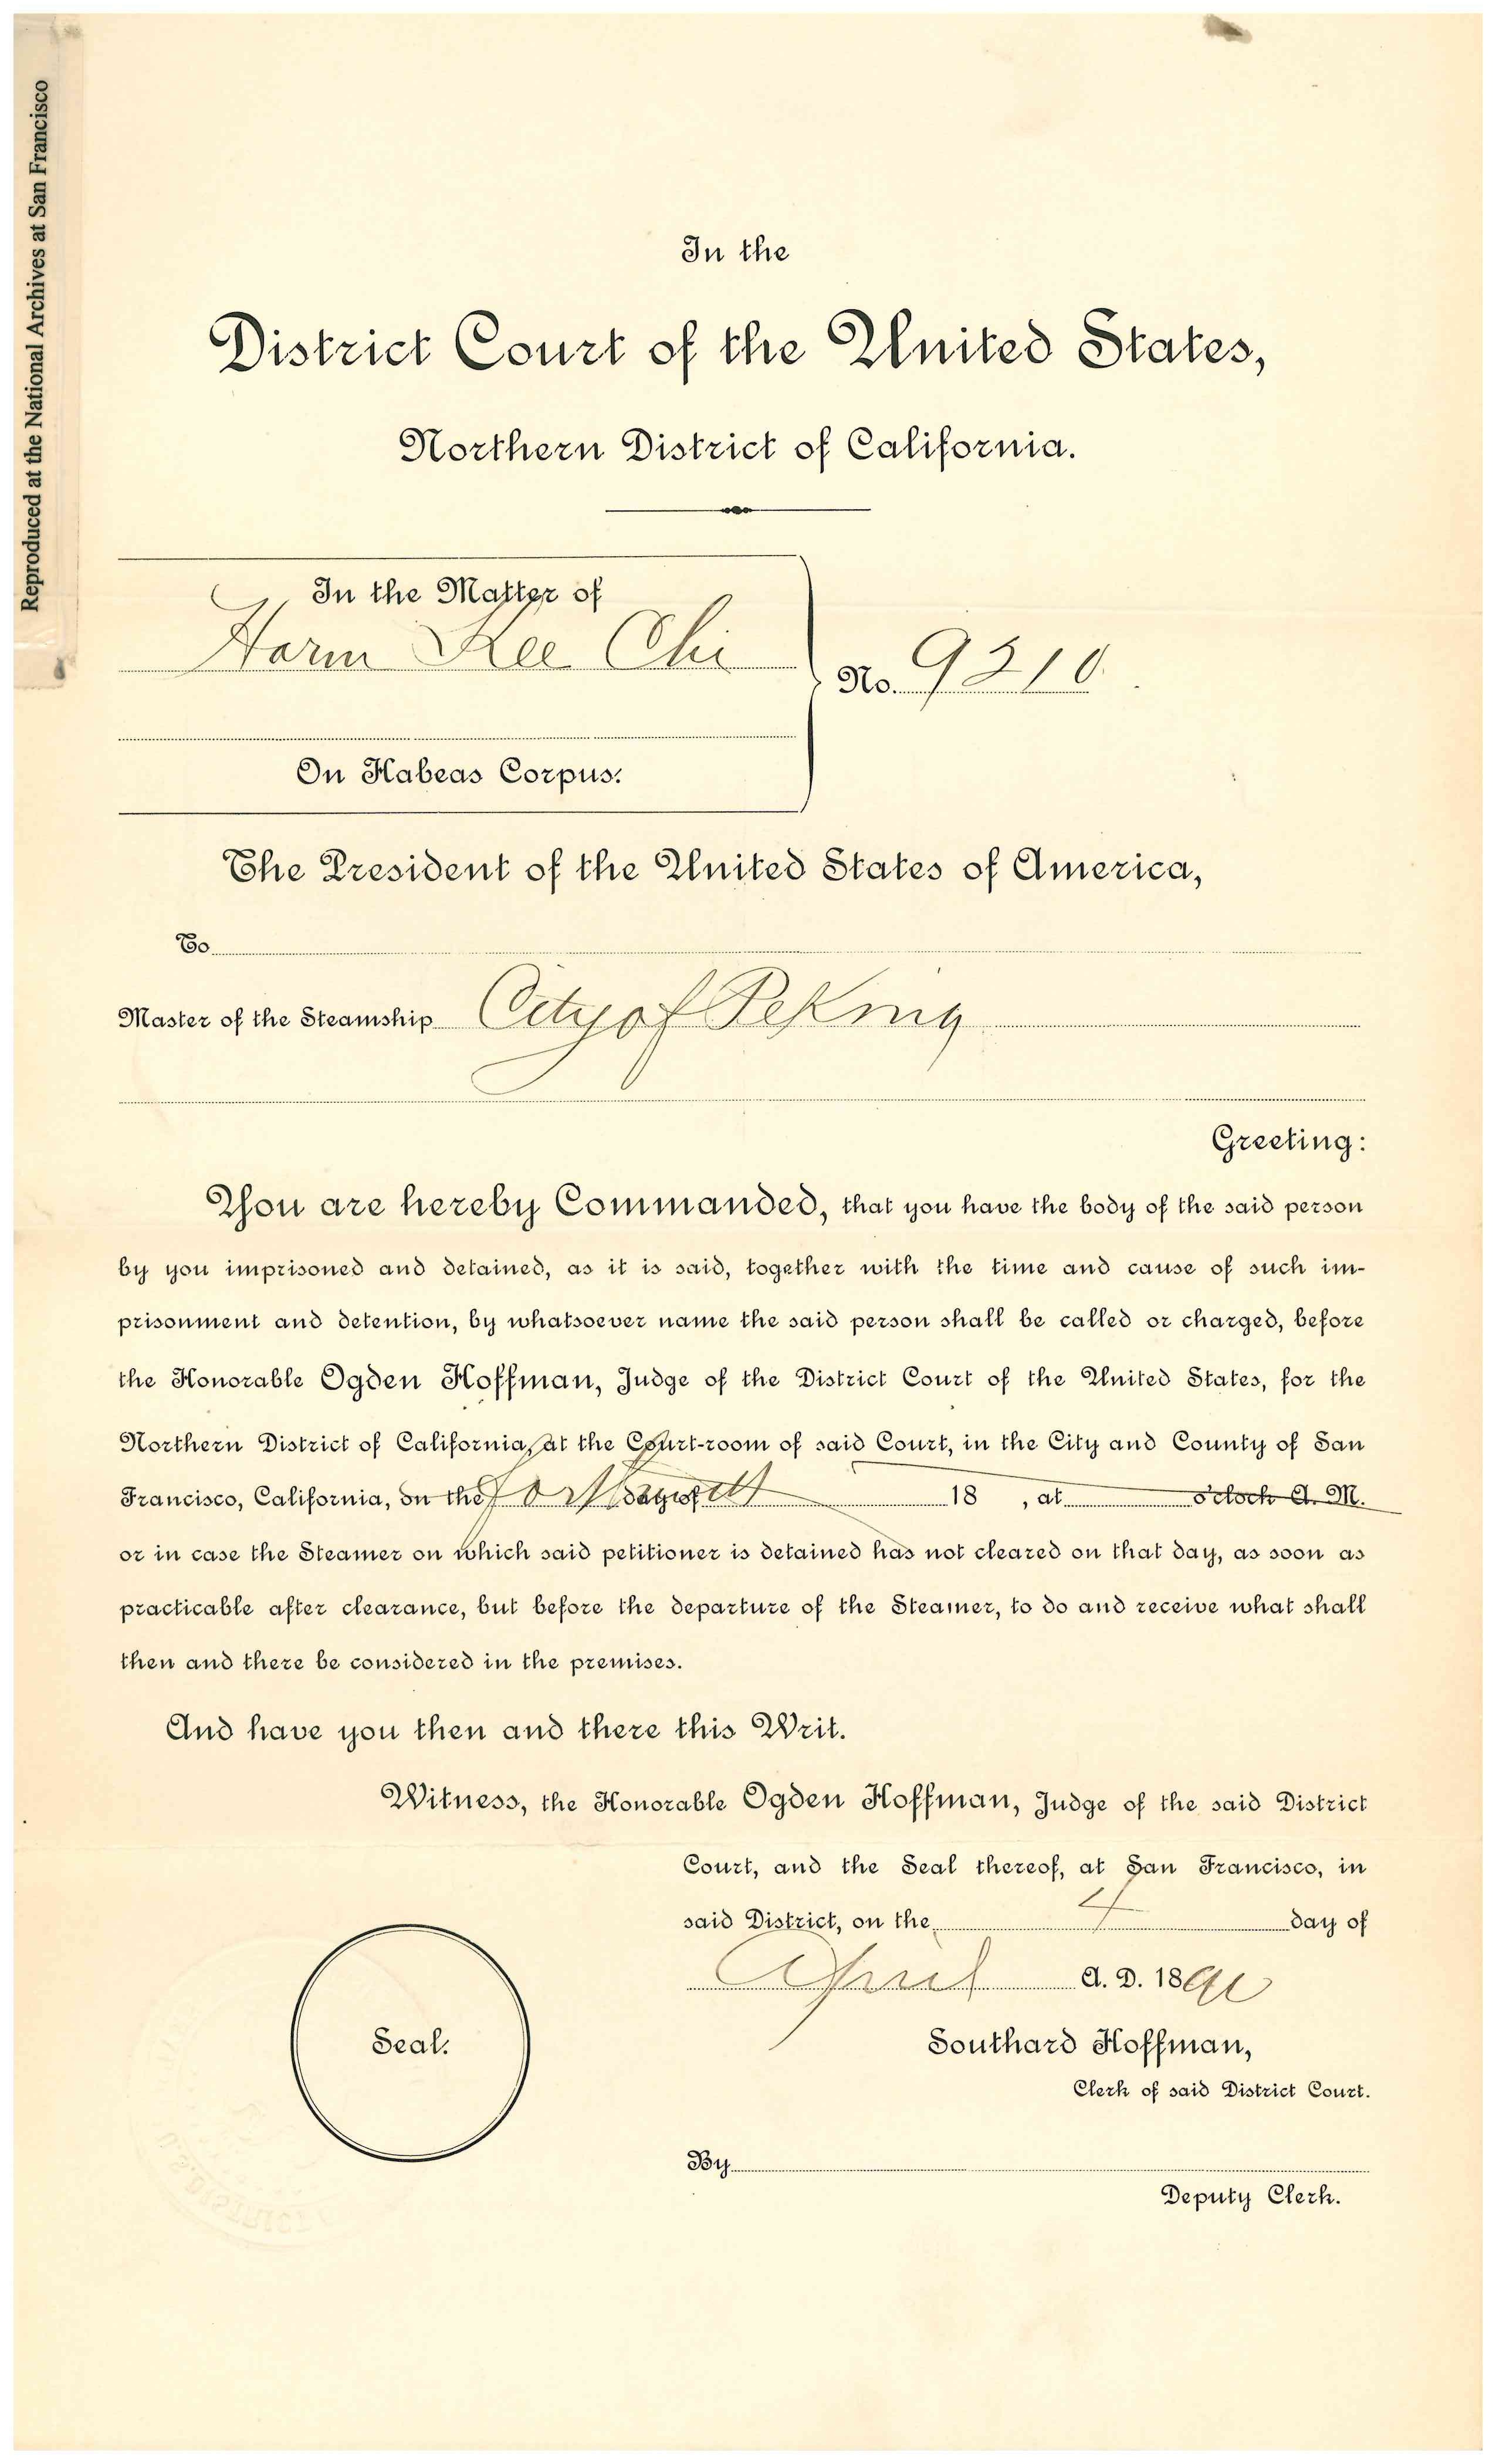 Reproduced at the National Archives at San Francisco
In the
District Court of the United States,
Northern District of California.
In the Matter of
Horm Kee Chi
No. 9210.
On Habeas Corpus.
The President of the United States of America,
To
Master of the Steamship City of Peking
Greeting:
You are hereby Commanded, that you have the body of the said person
by you imprisoned and detained, as it is said, together with the time and cause of such im-
prisonment and detention, by whatsoever name the said person shall be called or charged, before
the Honorable Ogden Hoffman, Judge of the District Court of the United States, for the
Northern District of California, at the Court-room of said Court, in the City and County of San
Francisco, California, on the forthwith day of 18 , at o'clock A. M.
or in case the Steamer on which said petitioner is detained has not cleared on that day, as soon as
practicable after clearance, but before the departure of the Steamer, to do and receive what shall
then and there be considered in the premises.
And have you then and there this Writ.
Witness, the Honorable Ogden Hoffman, Judge of the said District
Court, and the Seal thereof, at San Francisco, in
said District, on the 4 day of
April A. D. 1890
Seal.
Southard Hoffman,
Clerk of said District Court.
By
Deputy Clerk.